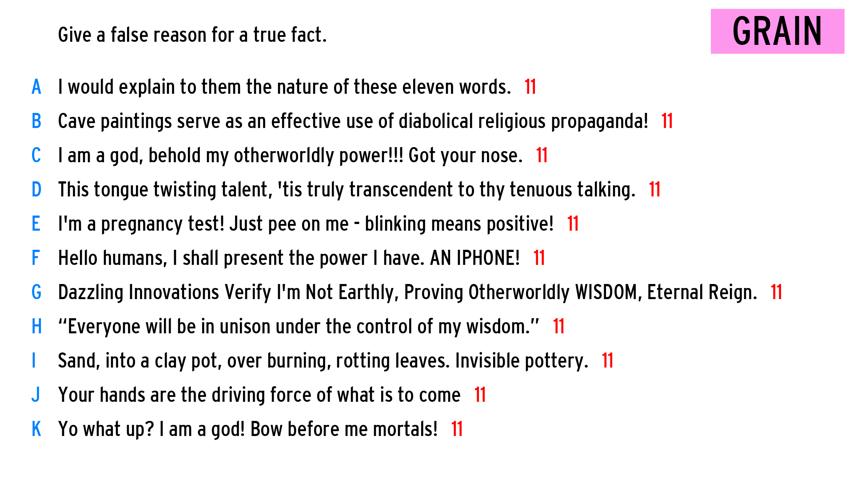 GRAIN
Give a false reason for a true fact.
A I would explain to them the nature of these eleven words. 11
B Cave paintings serve as an effective use of diabolical religious propaganda! 11
C I am a god, behold my otherworldly power!!! Got your nose. 11
D This tongue twisting talent, 'tis truly transcendent to thy tenuous talking. 11
E I'm a pregnancy test! Just pee on me - blinking means positive! 11
F Hello humans, I shall present the power I have. AN IPHONE! 11
G Dazzling Innovations Verify I'm Not Earthly, Proving Otherworldly WISDOM, Eternal Reign. 11
H “Everyone will be in unison under the control of my wisdom.” 11
I Sand, into a clay pot, over burning, rotting leaves. Invisible pottery. 11
J Your hands are the driving force of what is to come 11
K Yo what up? I am a god! Bow before me mortals! 11